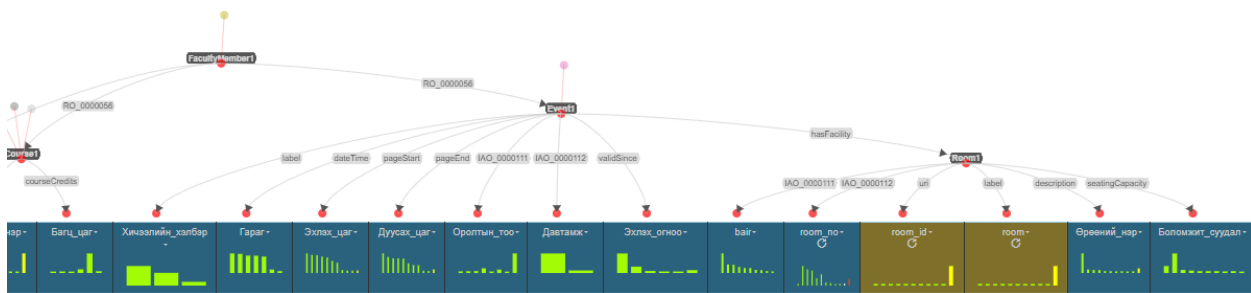 FacultyMember1
RO_0000056
RO_0000056
Event1
hasFacility
Course1
Room1
courseCredits
label
dateTime
pageStart
pageEnd
IAO_0000111
IAO_0000112
validSince
IAO_0000111
IAO_0000112
uri
label
description
seatingCapacity
нэр
Багц_цаг
Хичээлийн_хэлбэр
Гараг
Эхлэх_цаг
Дуусах_цаг
Оролтын_тоо
Давтамж
Эхлэх_огноо
bair
room_no
room_id
room
Өрөөний_нэр
Боломжит_суудал